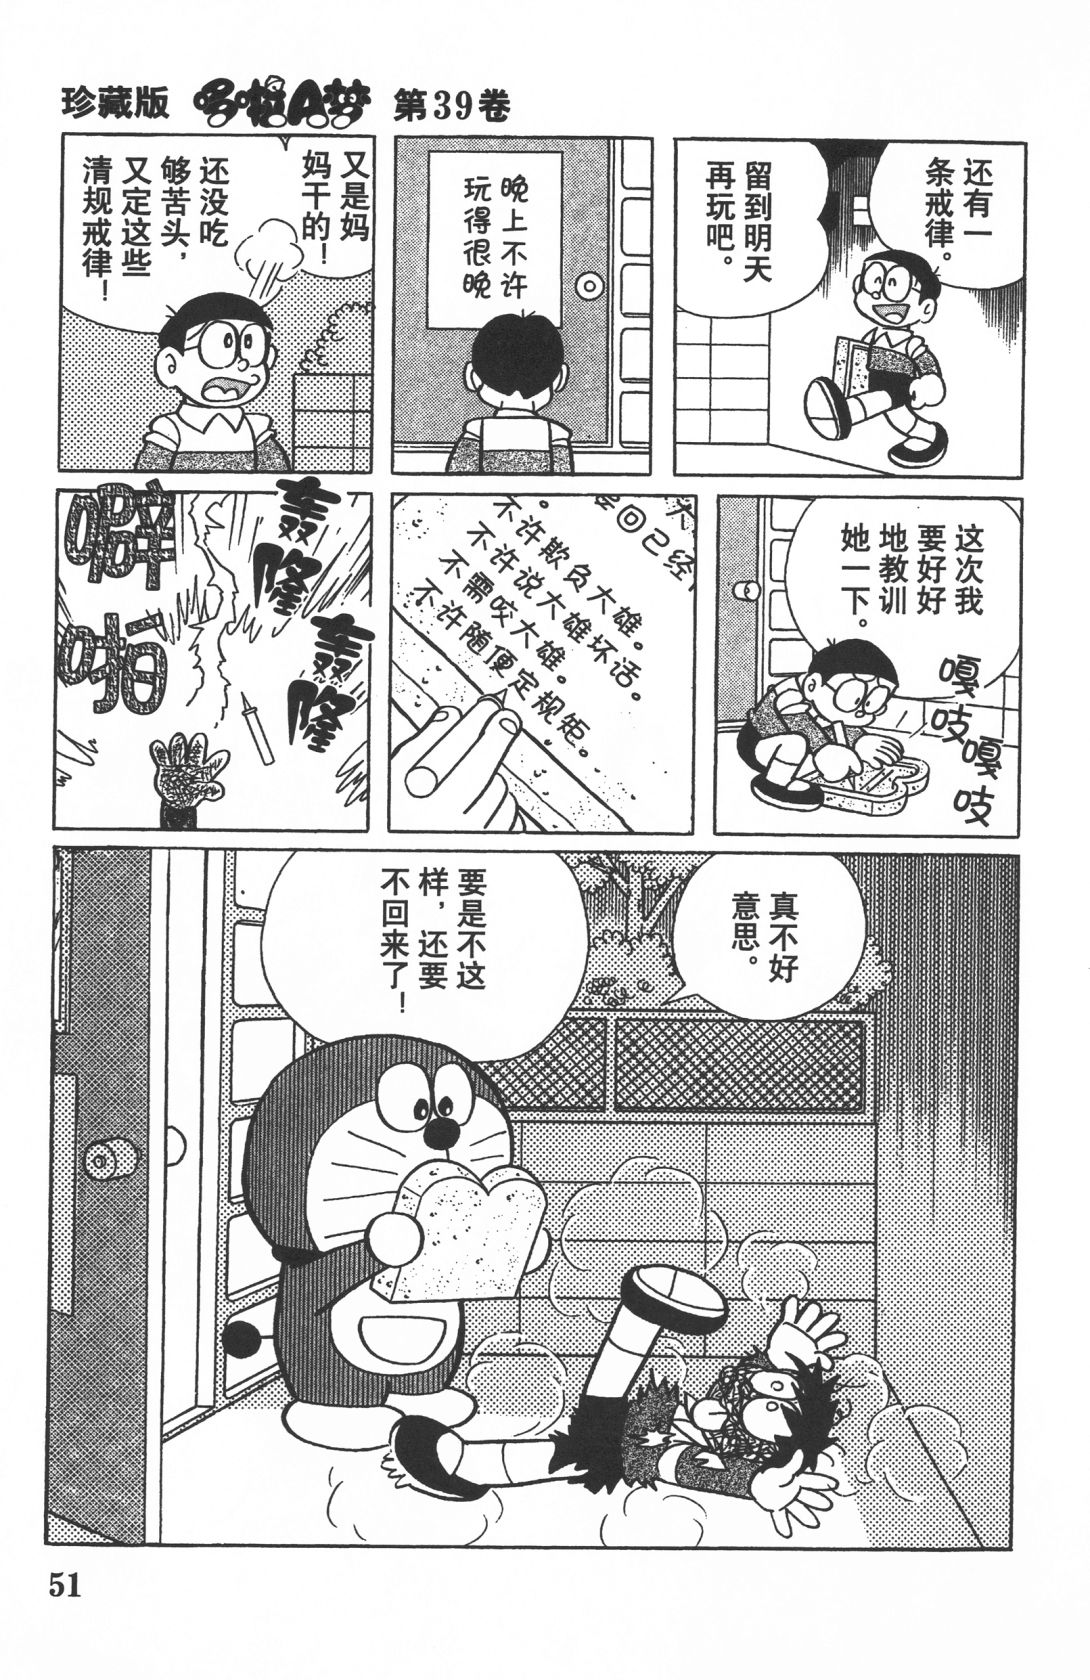 珍藏版 哆啦A梦 第39卷
还有一
条戒律。
留到明天
再玩吧。
晚上不许
玩得很晚
又是妈
妈干的！
还没吃
够苦头，
又定这些
清规戒律！
这次我
要好好
地教训
她一下。
嘎吱嘎吱
不许欺负大雄。
不许说大雄坏话。
不需咬大雄。
不许随便定规矩。
轰隆
轰隆
噼啪
真不好
意思。
要是不这
样，还要
不回来了！
51